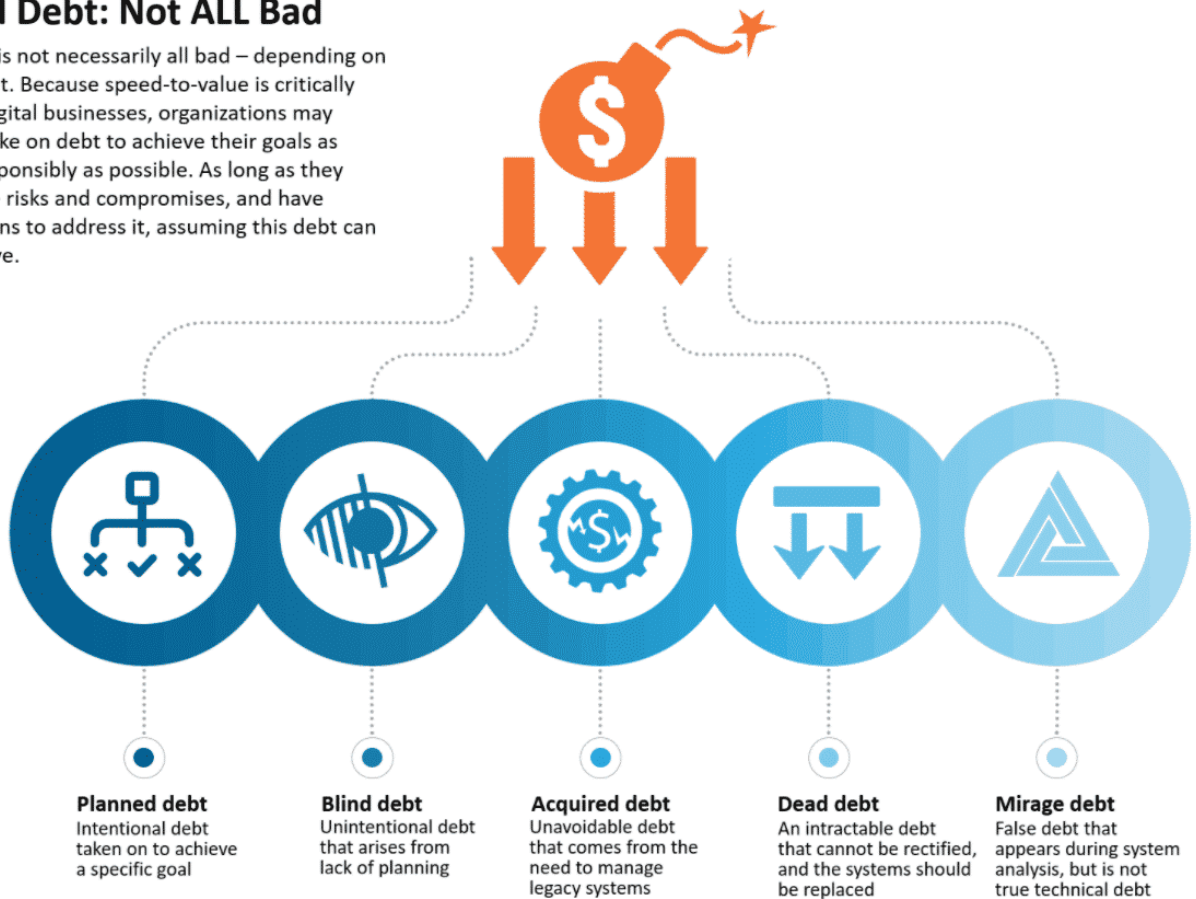 l Debt: Not ALL Bad
is not necessarily all bad – depending on
t. Because speed-to-value is critically
gital businesses, organizations may
ke on debt to achieve their goals as
ponsibly as possible. As long as they
risks and compromises, and have
ns to address it, assuming this debt can
e.
$
$
Planned debt
Intentional debt
taken on to achieve
a specific goal
Blind debt
Unintentional debt
that arises from
lack of planning
Acquired debt
Unavoidable debt
that comes from the
need to manage
legacy systems
Dead debt
An intractable debt
that cannot be rectified,
and the systems should
be replaced
Mirage debt
False debt that
appears during system
analysis, but is not
true technical debt